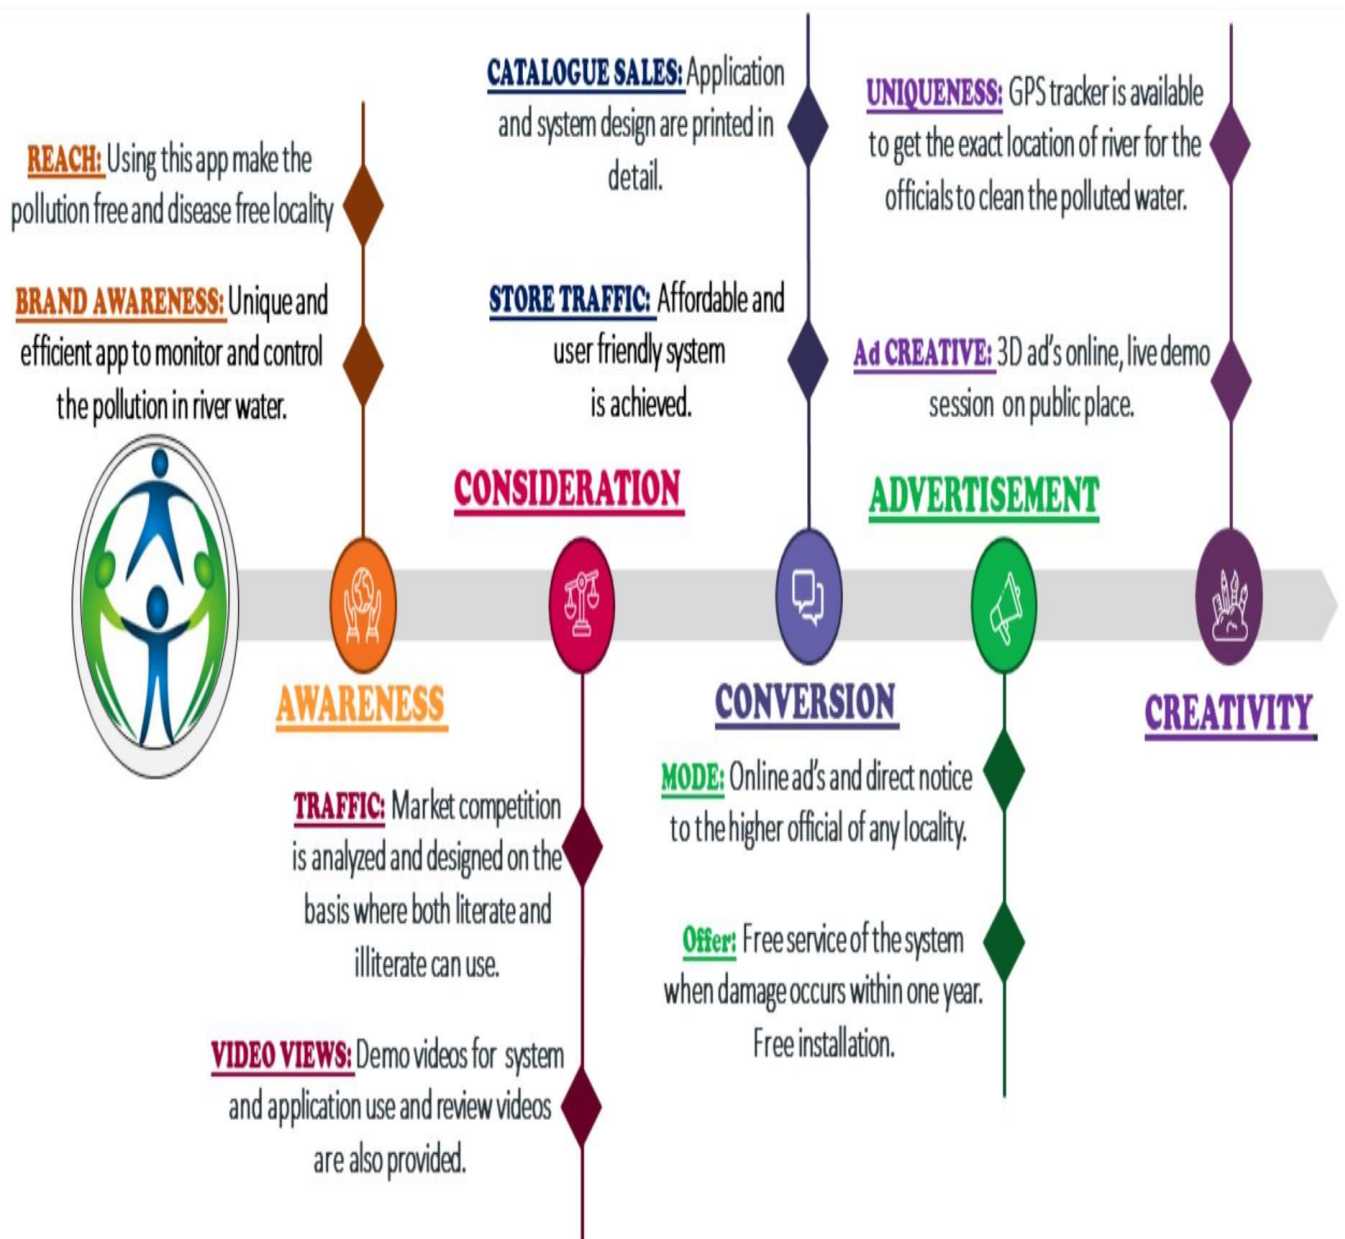 REACH: Using this app make the
pollution free and disease free locality
BRAND AWARENESS: Unique and
efficient app to monitor and control
the pollution in river water.
AWARENESS
CONSIDERATION
TRAFFIC: Market competition
is analyzed and designed on the
basis where both literate and
illiterate can use.
VIDEO VIEWS: Demo videos for system
and application use and review videos
are also provided.
CATALOGUE SALES: Application
and system design are printed in
detail.
STORE TRAFFIC: Affordable and
user friendly system
is achieved.
CONVERSION
ADVERTISEMENT
MODE: Online ad's and direct notice
to the higher official of any locality.
Offer: Free service of the system
when damage occurs within one year.
Free installation.
UNIQUENESS: GPS tracker is available
to get the exact location of river for the
officials to clean the polluted water.
Ad CREATIVE: 3D ad's online, live demo
session on public place.
CREATIVITY